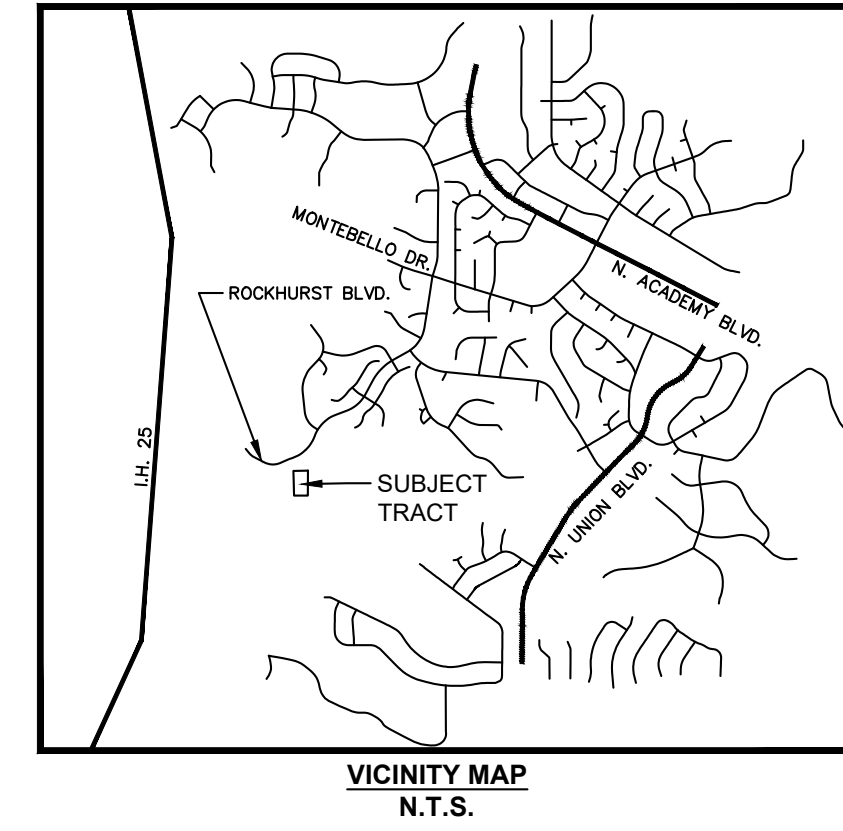 MONTEBELLO DR.
ROCKHURST BLVD.
N. ACADEMY BLVD.
I.H. 25
SUBJECT
TRACT
N. UNION BLVD.
VICINITY MAP
N.T.S.